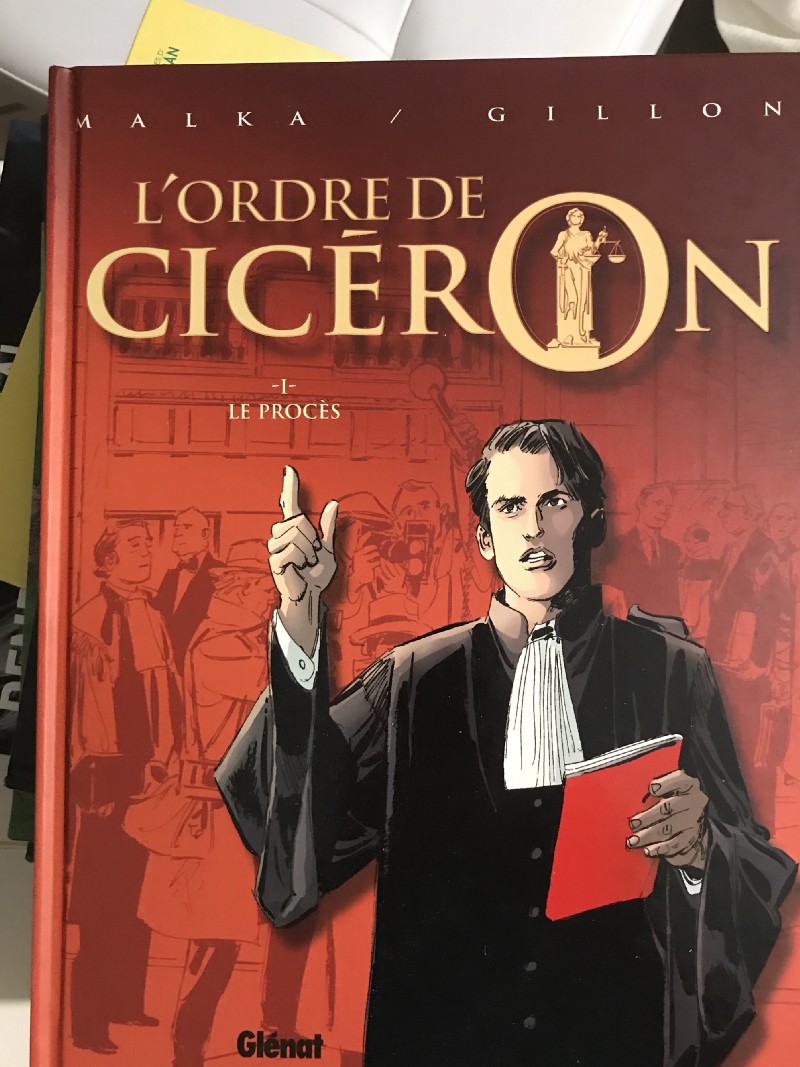 MALKA / GILLON
L'ORDRE DE
CICÉRON
-I-
LE PROCÈS
Glénat